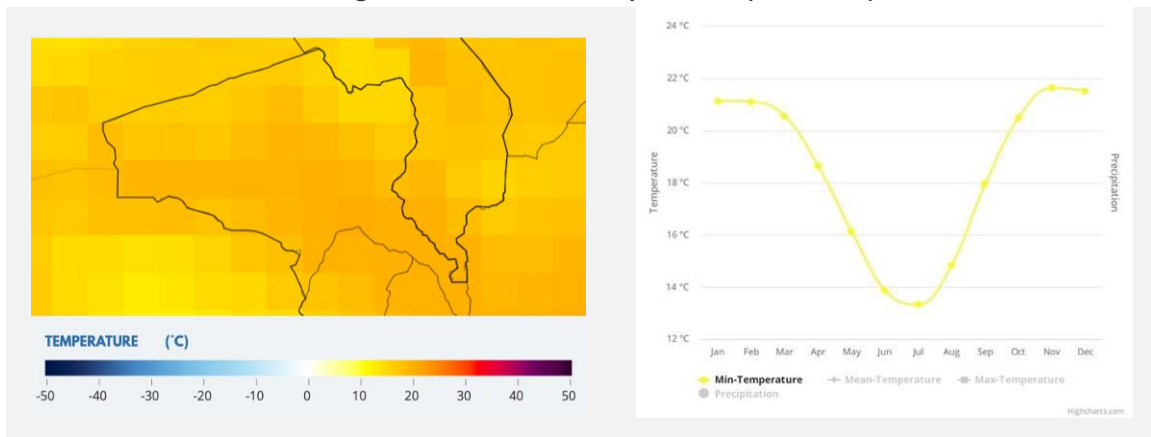 TEMPERATURE (°C)
-50 -40 -30 -20 -10 0 10 20 30 40 50
24 °C
22 °C
20 °C
18 °C
16 °C
14 °C
12 °C
Temperature
Precipitation
Jan Feb Mar Apr May Jun Jul Aug Sep Oct Nov Dec
Min-Temperature Mean-Temperature Max-Temperature
Precipitation
Highcharts.com